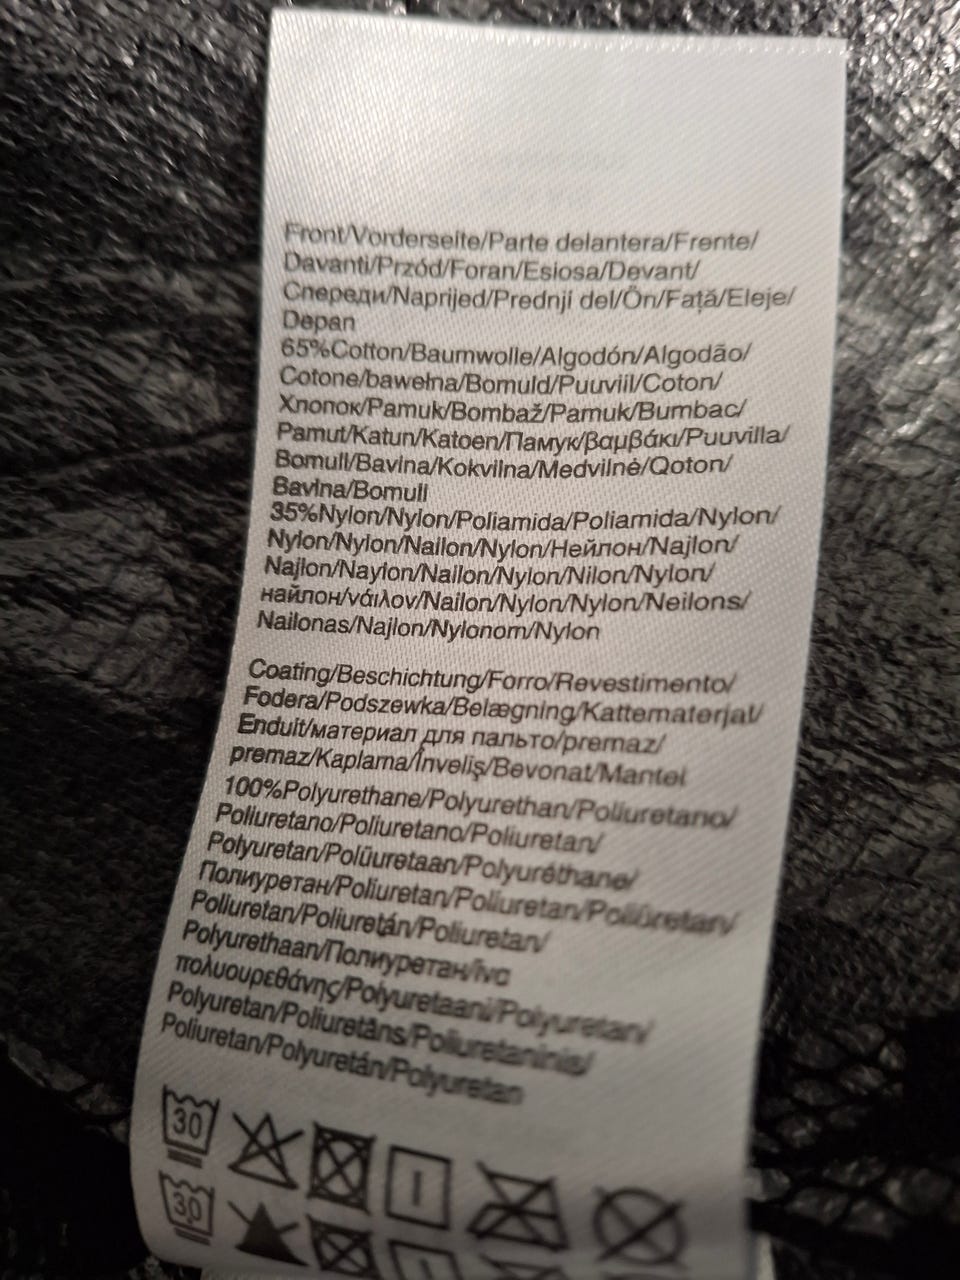 Front/Vorderseite/Parte delantera/Frente/
Davanti/Przód/Foran/Esiosa/Devant/
Спереди/Naprijed/Prednji del/Ön/Faţă/Eleje/
Depan
65%Cotton/Baumwolle/Algodón/Algodão/
Cotone/bawełna/Bomuld/Puuviil/Coton/
Хлопок/Pamuk/Bombaž/Pamuk/Bumbac/
Pamut/Katun/Katoen/Памук/βαμβάκι/Puuvilla/
Bomull/Bavlna/Kokvilna/Medvilnė/Qoton/
Bavlna/Bomull
35%Nylon/Nylon/Poliamida/Poliamida/Nylon/
Nylon/Nylon/Nailon/Nylon/Нейлон/Najlon/
Najlon/Naylon/Nailon/Nylon/Nilon/Nylon/
найлон/νάιλον/Nailon/Nylon/Nylon/Neilons/
Nailonas/Najlon/Nylonom/Nylon
Coating/Beschichtung/Forro/Revestimento/
Fodera/Podszewka/Belægning/Kattematerjal/
Enduit/материал для пальто/premaz/
premaz/Kaplama/Înveliş/Bevonat/Mantel
100%Polyurethane/Polyurethan/Poliuretano/
Poliuretano/Poliuretano/Poliuretan/
Polyuretan/Polüuretaan/Polyuréthane/
Полиуретан/Poliuretan/Poliuretan/Poliüretan/
Poliuretan/Poliuretán/Poliuretan/
Polyurethaan/Полиуретан/ίνα
πολυουρεθάνης/Polyuretaani/Polyuretan/
Polyuretan/Poliuretāns/Poliuretaninis/
Poliuretan/Polyuretán/Polyuretan
30
30